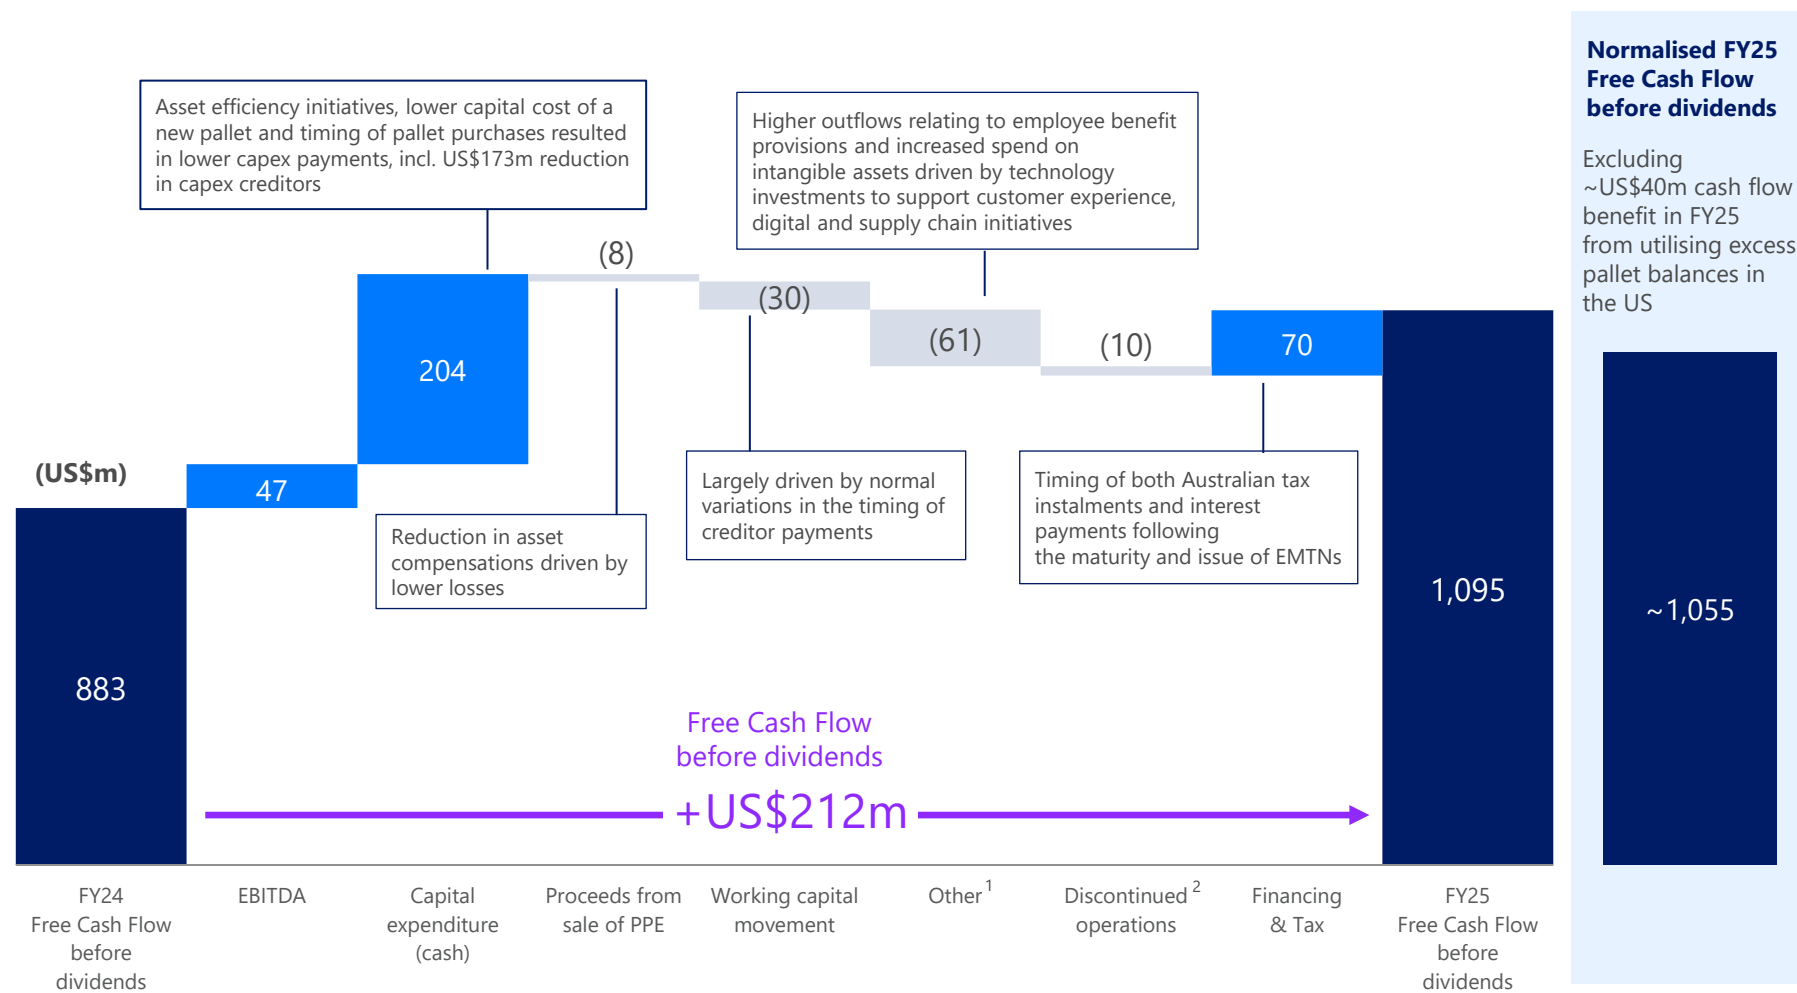 Normalised FY25
Free Cash Flow
before dividends
Excluding
~US$40m cash flow
benefit in FY25
from utilising excess
pallet balances in
the US
~1,055
Asset efficiency initiatives, lower capital cost of a
new pallet and timing of pallet purchases resulted
in lower capex payments, incl. US$173m reduction
in capex creditors
Higher outflows relating to employee benefit
provisions and increased spend on
intangible assets driven by technology
investments to support customer experience,
digital and supply chain initiatives
(US$m)
883
47
204
(8)
(30)
(61)
(10)
70
1,095
Reduction in asset
compensations driven by
lower losses
Largely driven by normal
variations in the timing of
creditor payments
Timing of both Australian tax
instalments and interest
payments following
the maturity and issue of EMTNs
Free Cash Flow
before dividends
+US$212m
FY24
Free Cash Flow
before
dividends
EBITDA
Capital
expenditure
(cash)
Proceeds from
sale of PPE
Working capital
movement
Other 1
Discontinued 2
operations
Financing
& Tax
FY25
Free Cash Flow
before
dividends